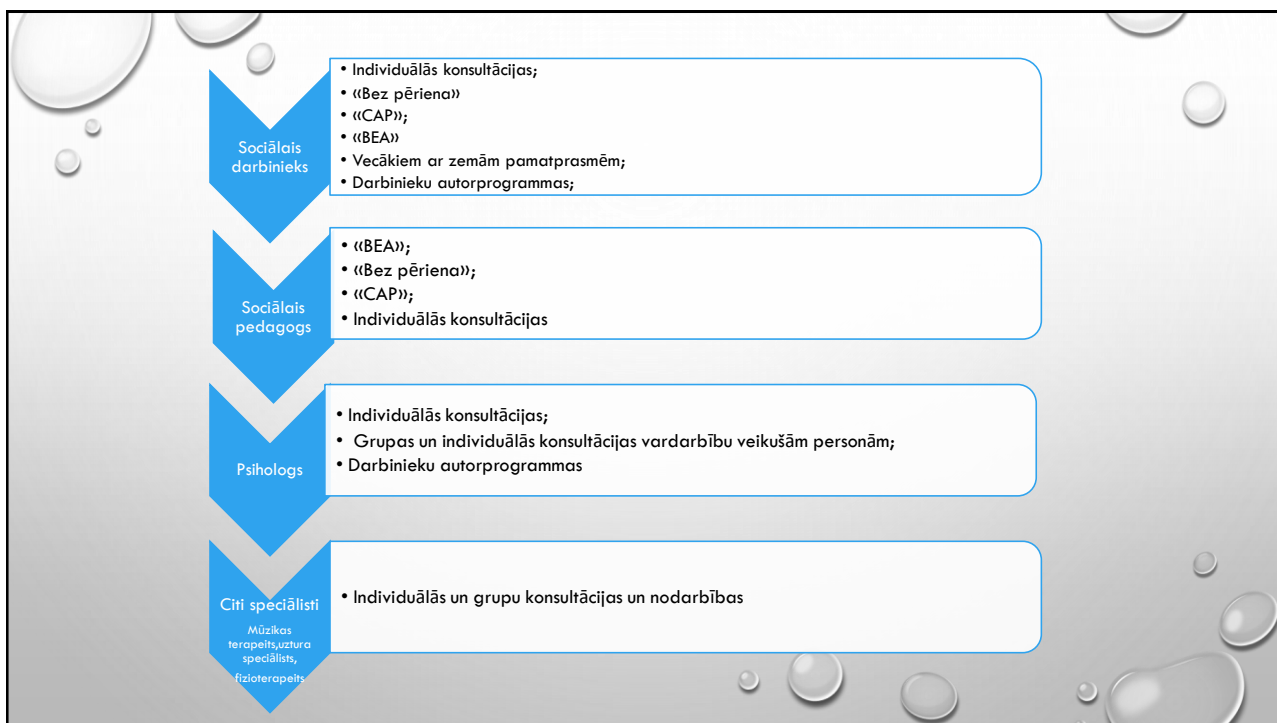 Sociālais
darbinieks
• Individuālās konsultācijas;
• «Bez pēriena»
• «CAP»;
• «BEA»
• Vecākiem ar zemām pamatprasmēm;
• Darbinieku autorprogrammas;
Sociālais
pedagogs
• «BEA»;
• «Bez pēriena»;
• «CAP»;
• Individuālās konsultācijas
Psihologs
• Individuālās konsultācijas;
• Grupas un individuālās konsultācijas vardarbību veikušām personām;
• Darbinieku autorprogrammas
Citi speciālisti
Mūzikas
terapeits,uztura
speciālists,
fizioterapeits
• Individuālās un grupu konsultācijas un nodarbības